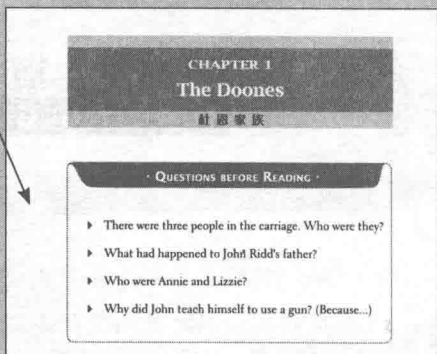 CHAPTER 1
The Doones
杜恩家族
· QUESTIONS BEFORE READING ·
▶ There were three people in the carriage. Who were they?
▶ What had happened to John Ridd's father?
▶ Who were Annie and Lizzie?
▶ Why did John teach himself to use a gun? (Because...)